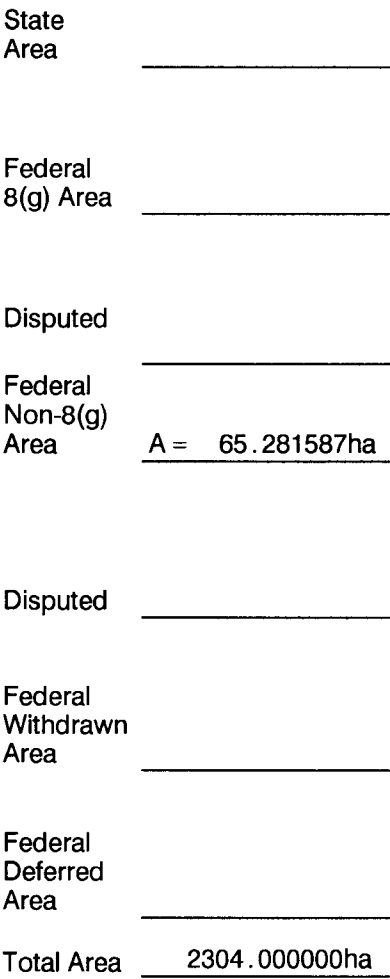 State
Area
Federal
8(g) Area
Disputed
Federal
Non-8(g)
Area A = 65.281587ha
Disputed
Federal
Withdrawn
Area
Federal
Deferred
Area
Total Area 2304.000000ha